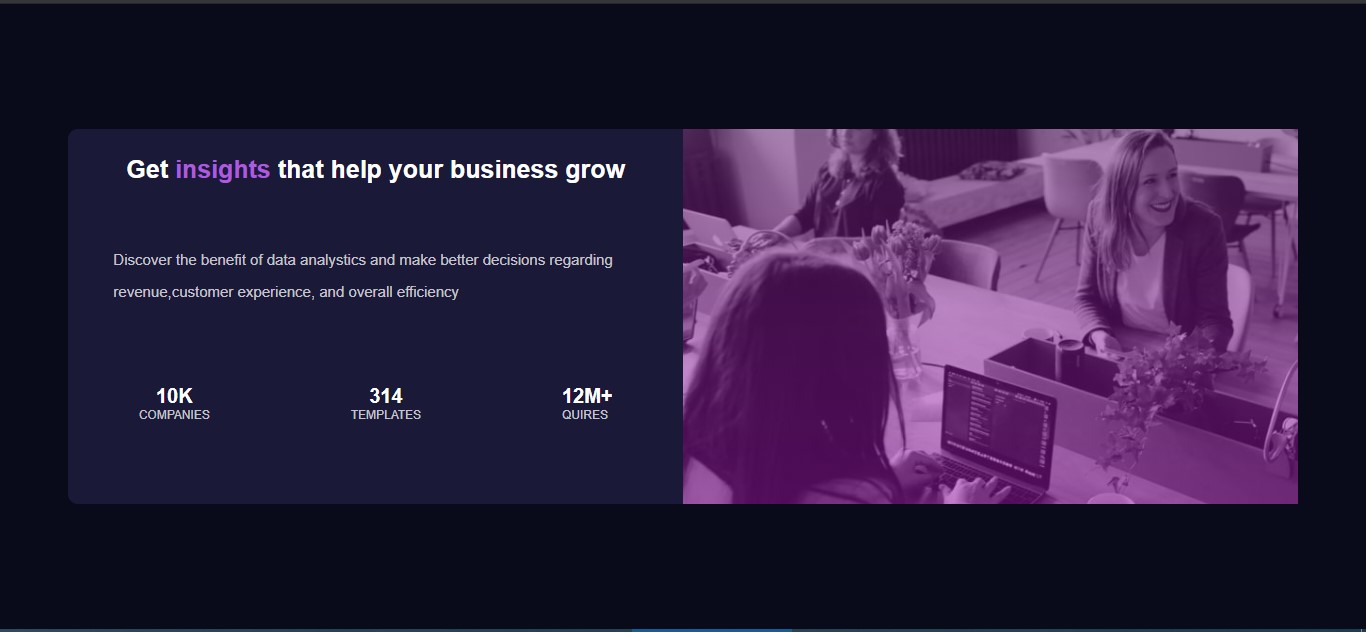 Get insights that help your business grow
Discover the benefit of data analystics and make better decisions regarding
revenue,customer experience, and overall efficiency
10K 314 12M+
COMPANIES TEMPLATES QUIRES